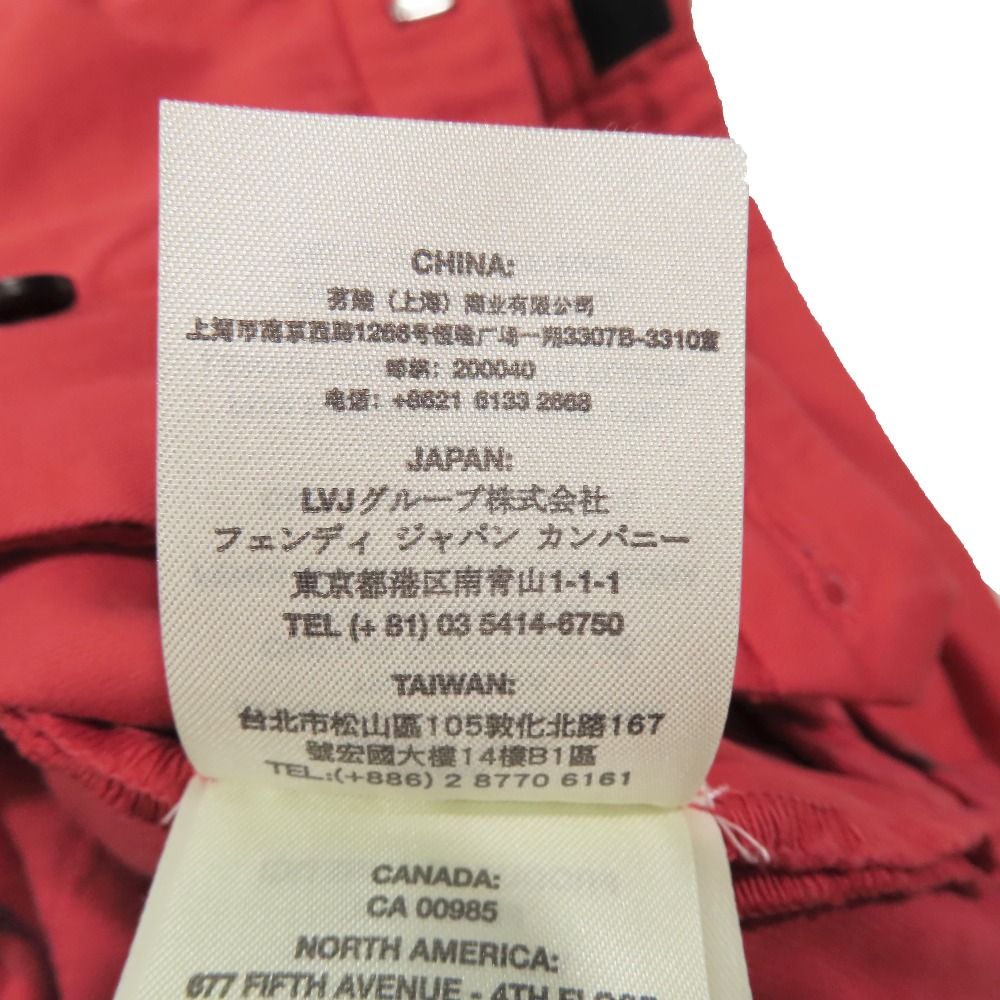 CHINA:
芬迪（上海）商业有限公司
上海市南京西路1266号恒隆广场一期3307B-3310室
邮编: 200040
电话: +8621 6133 2668
JAPAN:
LVJグループ株式会社
フェンディ ジャパン カンパニー
東京都港区南青山1-1-1
TEL (+ 81) 03 5414-6750
TAIWAN:
台北市松山區105敦化北路167
號宏國大樓14樓B1區
TEL:(+886) 2 8770 6161
CANADA:
CA 00985
NORTH AMERICA:
677 FIFTH AVENUE - 4TH FLOOR